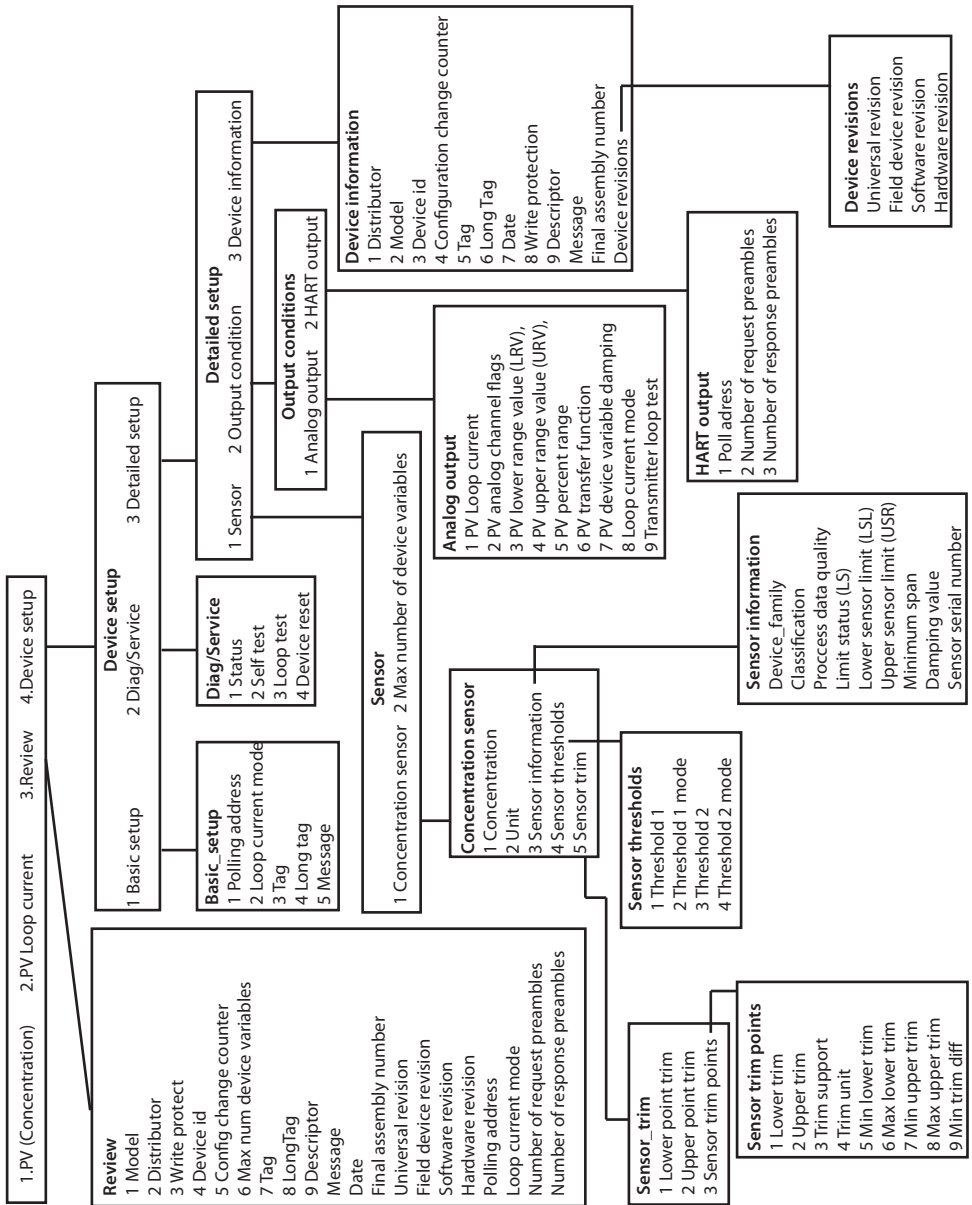 1.PV (Concentration) 2.PV Loop current 3.Review 4.Device setup
Review
1 Model
2 Distributor
3 Write protect
4 Device id
5 Config change counter
6 Max num device variables
7 Tag
8 LongTag
9 Descriptor
Message
Date
Final assembly number
Universal revision
Field device revision
Software revision
Hardware revision
Polling address
Loop current mode
Number of request preambles
Number of response preambles
Device setup
1 Basic setup 2 Diag/Service 3 Detailed setup
Basic_setup
1 Polling address
2 Loop current mode
3 Tag
4 Long tag
5 Message
Diag/Service
1 Status
2 Self test
3 Loop test
4 Device reset
Detailed setup
1 Sensor 2 Output condition 3 Device information
Sensor
1 Concentration sensor 2 Max number of device variables
Output conditions
1 Analog output 2 HART output
Device information
1 Distributor
2 Model
3 Device id
4 Configuration change counter
5 Tag
6 Long Tag
7 Date
8 Write protection
9 Descriptor
Message
Final assembly number
Device revisions
Concentration sensor
1 Concentration
2 Unit
3 Sensor information
4 Sensor thresholds
5 Sensor trim
Analog output
1 PV Loop current
2 PV analog channel flags
3 PV lower range value (LRV),
4 PV upper range value (URV),
5 PV percent range
6 PV transfer function
7 PV device variable damping
8 Loop current mode
9 Transmitter loop test
Sensor_trim
1 Lower point trim
2 Upper point trim
3 Sensor trim points
Sensor thresholds
1 Threshold 1
2 Threshold 1 mode
3 Threshold 2
4 Threshold 2 mode
Sensor information
Device_family
Classification
Proccess data quality
Limit status (LS)
Lower sensor limit (LSL)
Upper sensor limit (USR)
Minimum span
Damping value
Sensor serial number
HART output
1 Poll adress
2 Number of request preambles
3 Number of response preambles
Device revisions
Universal revision
Field device revision
Software revision
Hardware revision
Sensor trim points
1 Lower trim
2 Upper trim
3 Trim support
4 Trim unit
5 Min lower trim
6 Max lower trim
7 Min upper trim
8 Max upper trim
9 Min trim diff